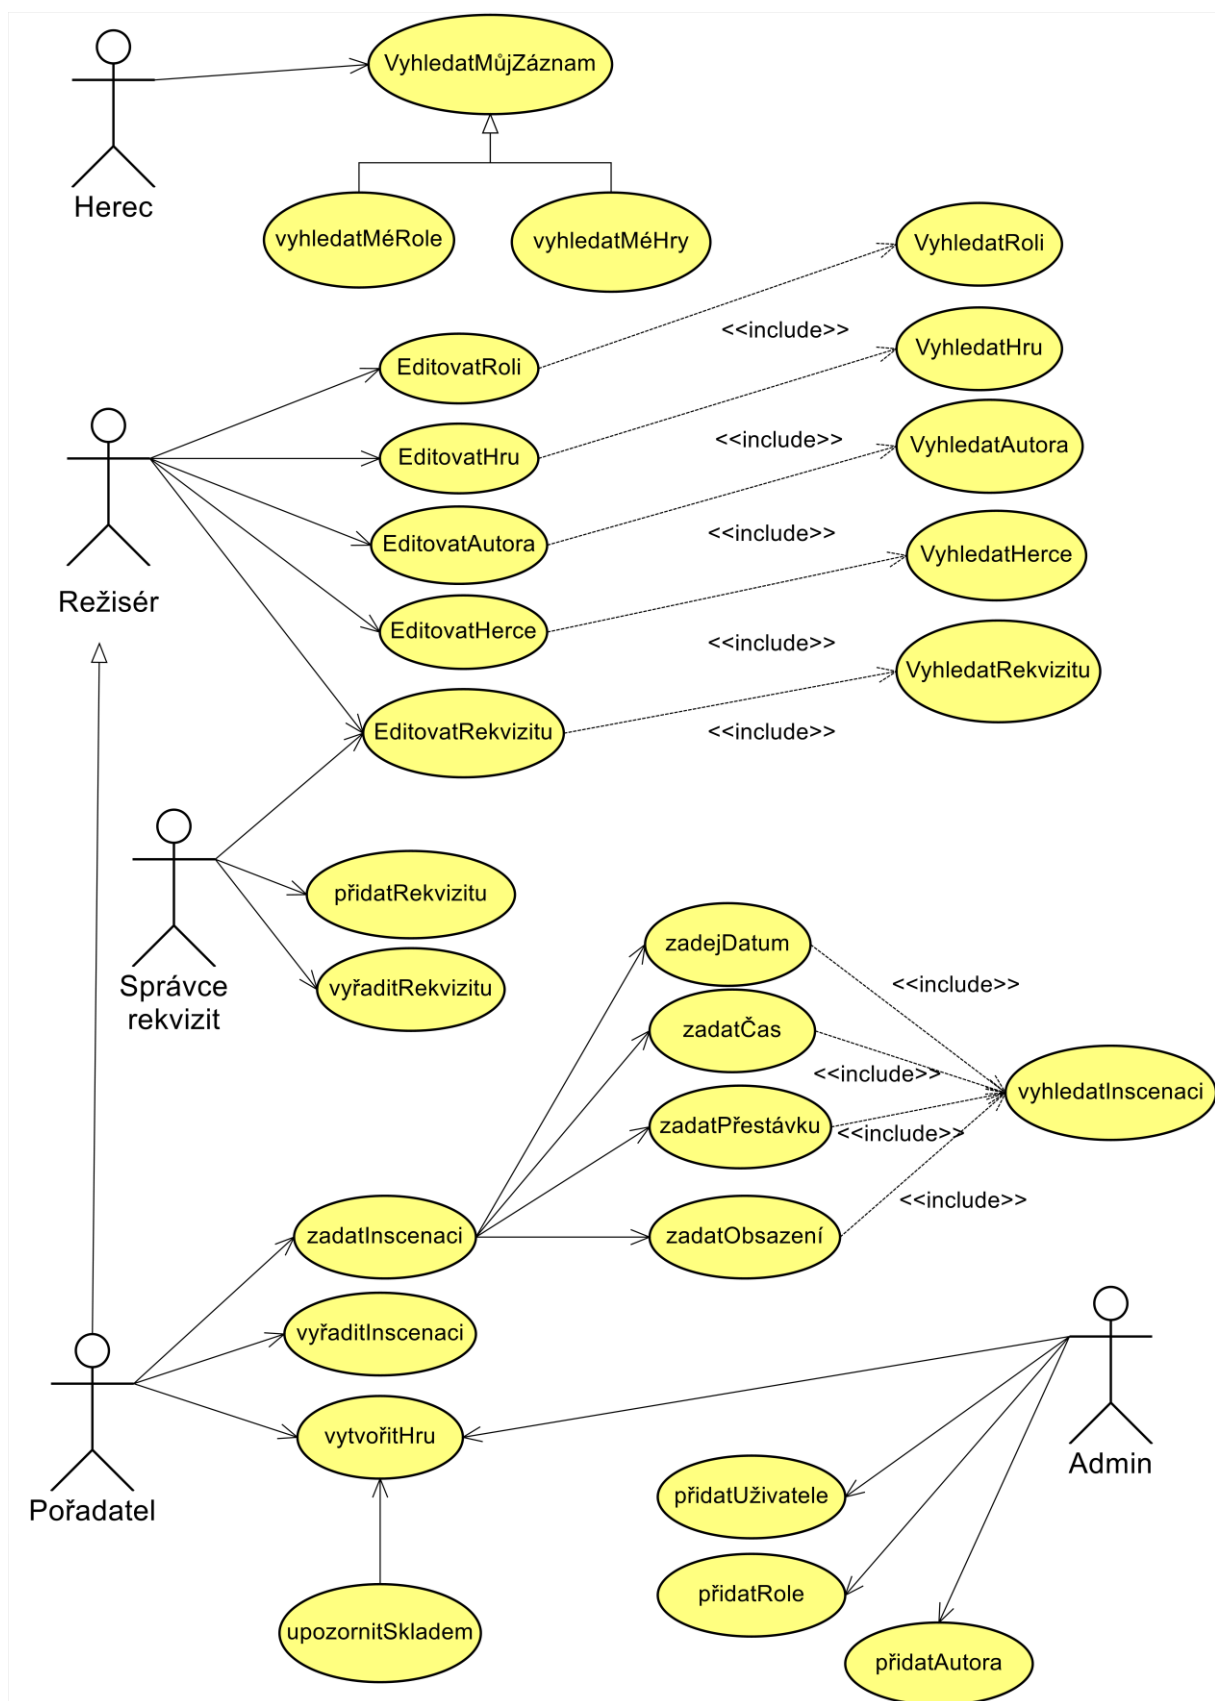 VyhledatMůjZáznam
Herec
vyhledatMéRole
vyhledatMéHry
VyhledatRoli
<<include>>
VyhledatHru
EditovatRoli
<<include>>
VyhledatAutora
EditovatHru
<<include>>
VyhledatHerce
EditovatAutora
Režisér
EditovatHerce
<<include>>
VyhledatRekvizitu
EditovatRekvizitu
<<include>>
přidatRekvizitu
Správce
rekvizit
vyřaditRekvizitu
zadejDatum
<<include>>
zadatČas
<<include>>
vyhledatInscenaci
zadatPřestávku
<<include>>
<<include>>
zadatInscenaci
zadatObsazení
vyřaditInscenaci
vytvořitHru
Admin
Pořadatel
přidatUživatele
přidatRole
upozornitSkladem
přidatAutora